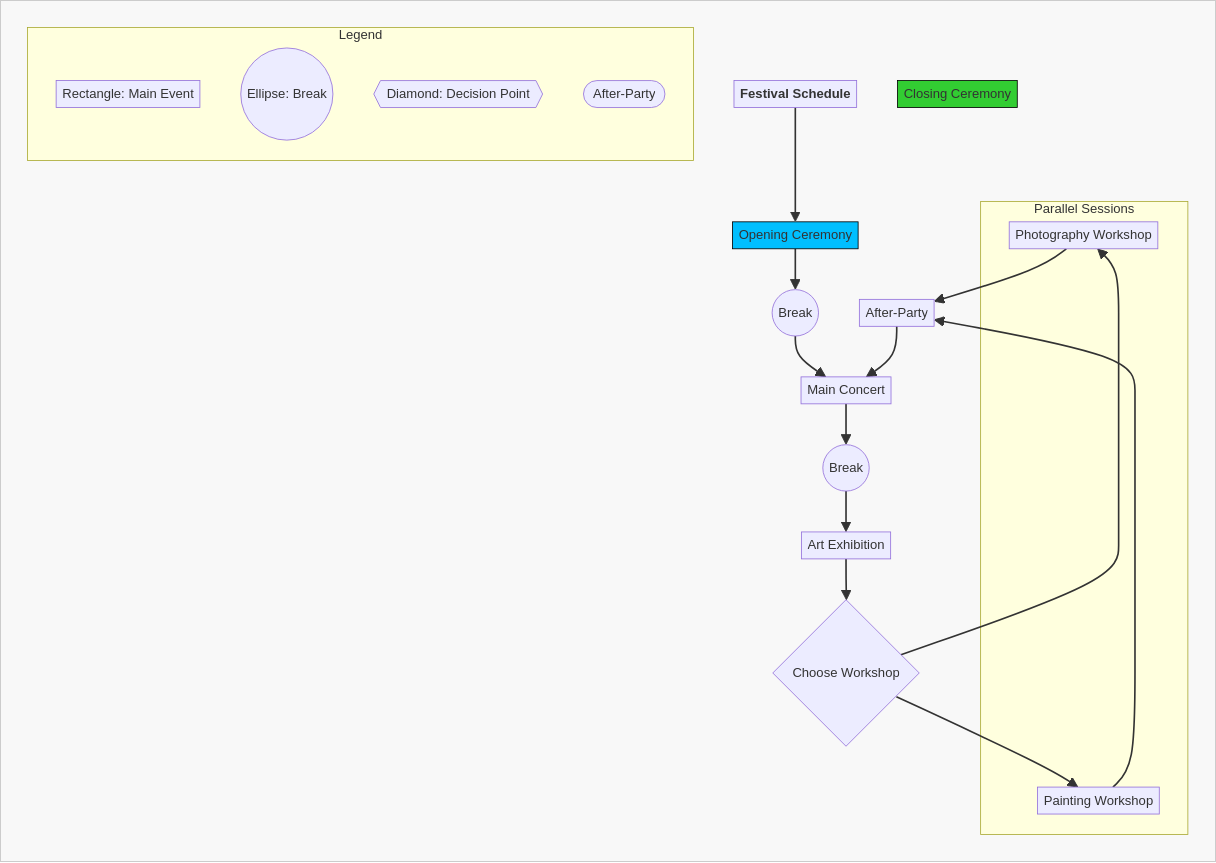 Legend
Rectangle: Main Event
Ellipse: Break
Diamond: Decision Point
After-Party
Festival Schedule
Closing Ceremony
Parallel Sessions
Opening Ceremony
Photography Workshop
Break
After-Party
Main Concert
Break
Art Exhibition
Choose Workshop
Painting Workshop